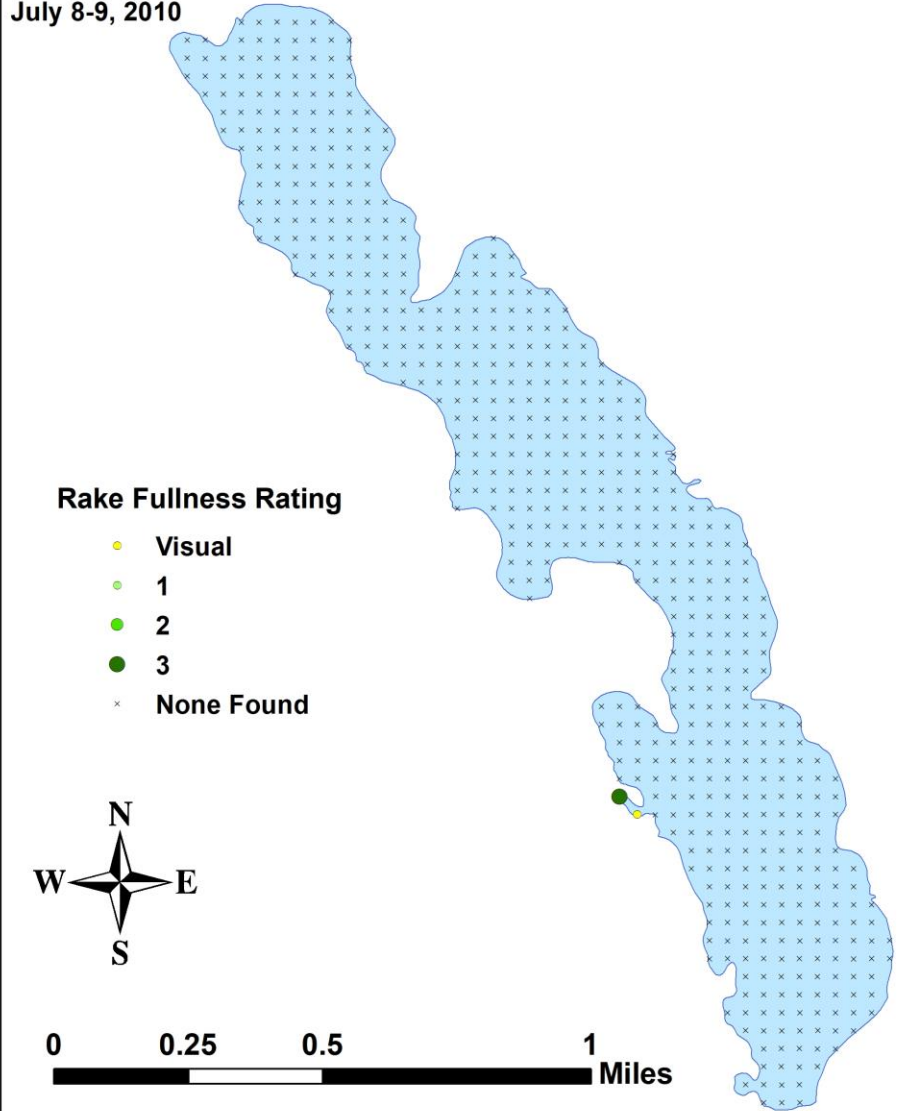 July 8-9, 2010
Rake Fullness Rating
Visual
1
2
3
None Found
N
W E
S
0 0.25 0.5 1
Miles